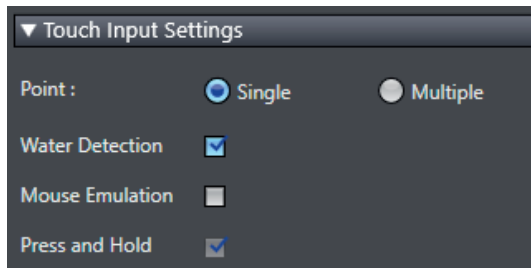 Touch Input Settings
Point : Single Multiple
Water Detection
Mouse Emulation
Press and Hold